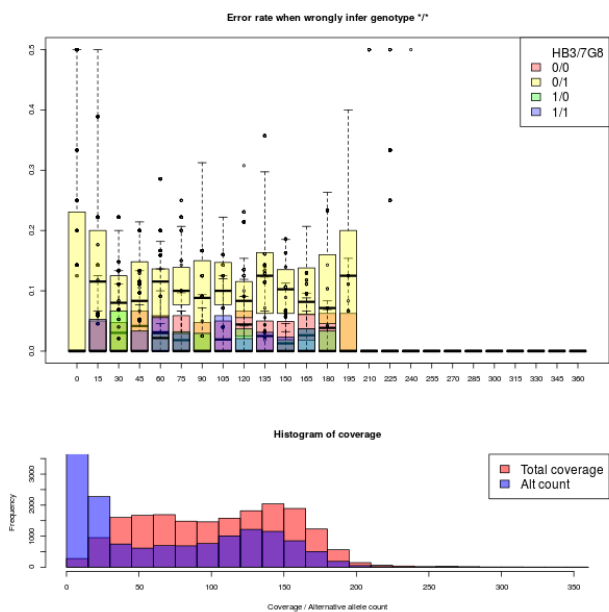 Error rate when wrongly infer genotype */*
HB3/7G8
0/0
0/1
1/0
1/1
0.5
0.4
0.3
0.2
0.1
0.0
0 15 30 45 60 75 90 105 120 135 150 165 180 195 210 225 240 255 270 285 300 315 330 345 360
Histogram of coverage
Total coverage
Alt count
Frequency
3000
2000
1000
0
0 50 100 150 200 250 300 350
Coverage / Alternative allele count